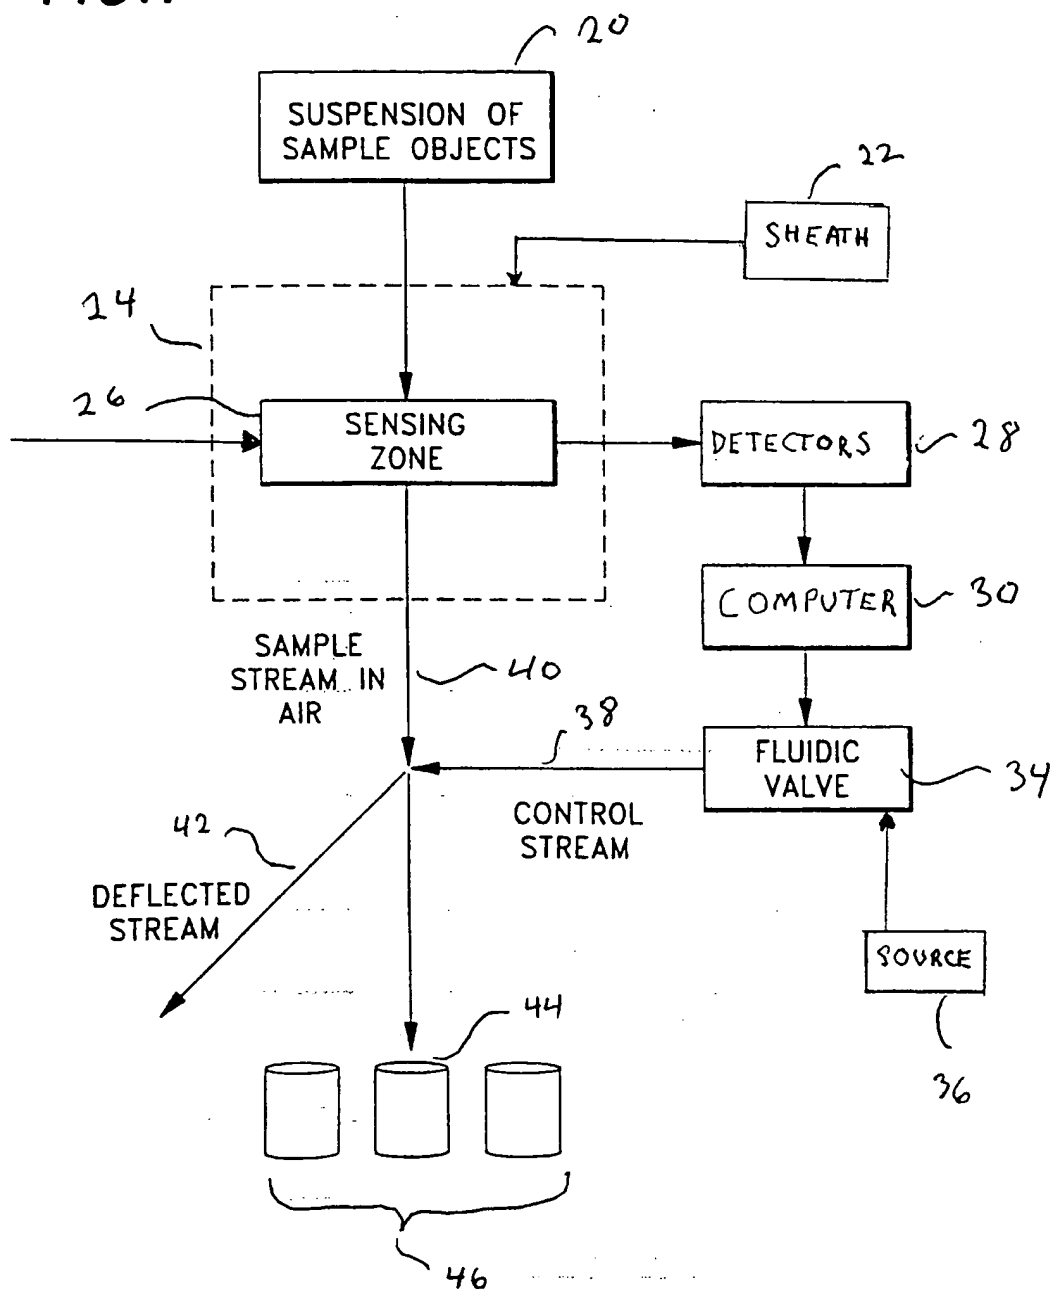 20
SUSPENSION OF
SAMPLE OBJECTS
22
SHEATH
24
26
SENSING
ZONE
DETECTORS
28
COMPUTER
30
SAMPLE
STREAM IN
AIR
40
38
FLUIDIC
VALVE
34
CONTROL
STREAM
42
DEFLECTED
STREAM
SOURCE
36
44
46